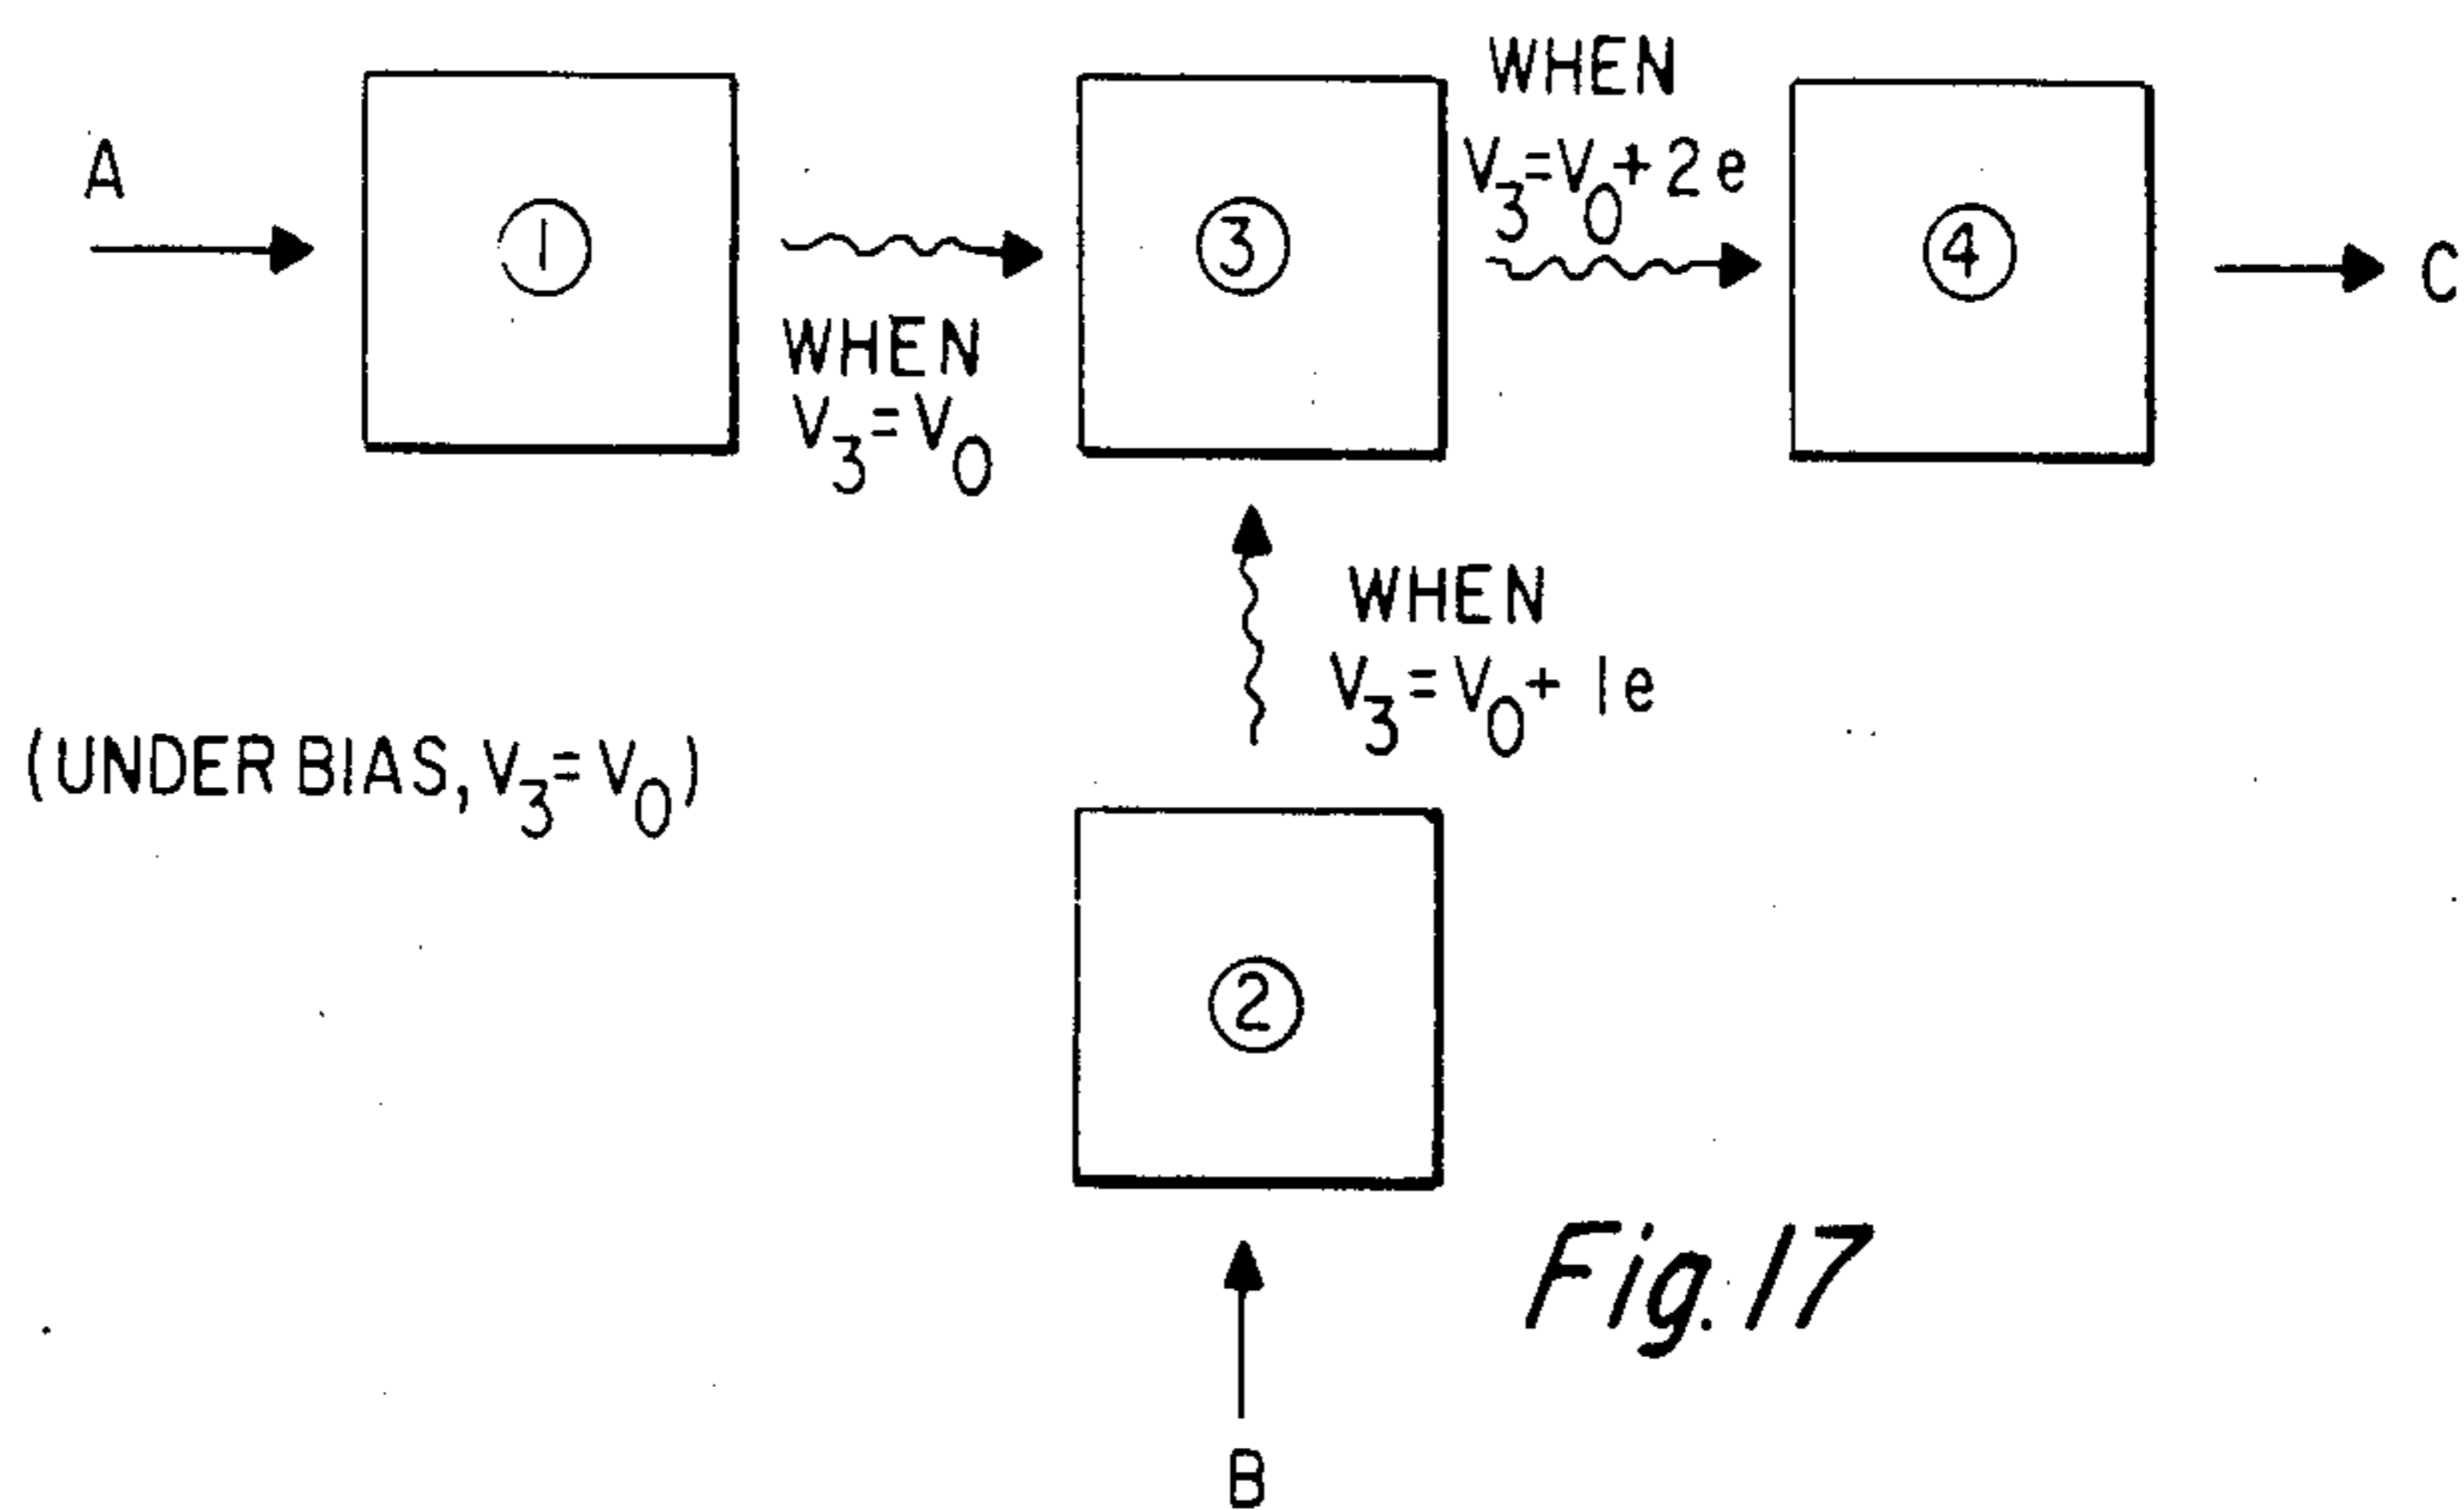 WHEN
V3=V0+2e
A
①
③
④
C
WHEN
V3=V0
WHEN
V3=V0+1e
(UNDER BIAS, V3=V0)
②
Fig. 17
B